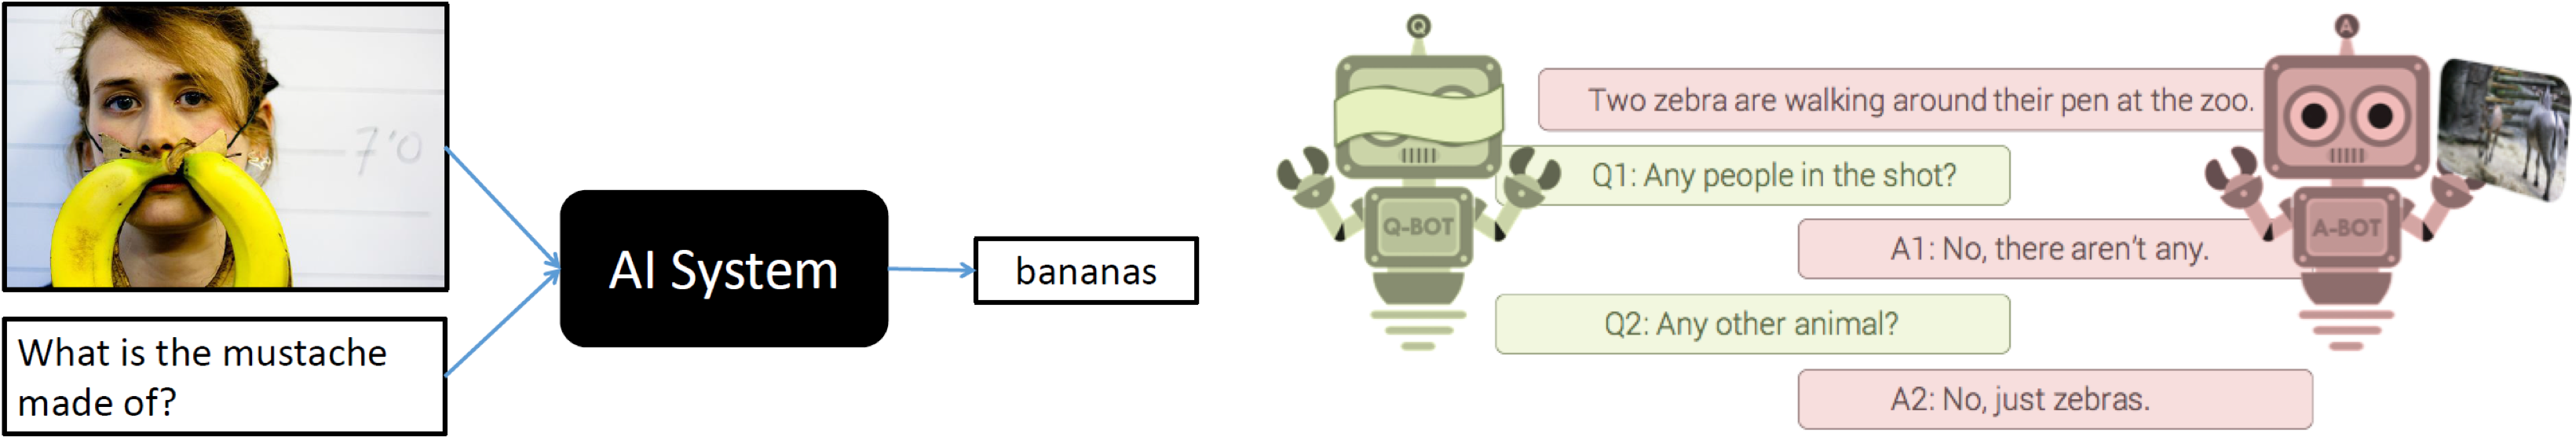 7'0
What is the mustache
made of?
AI System
bananas
Q
A
Two zebra are walking around their pen at the zoo.
Q1: Any people in the shot?
Q-BOT
A-BOT
A1: No, there aren't any.
Q2: Any other animal?
A2: No, just zebras.